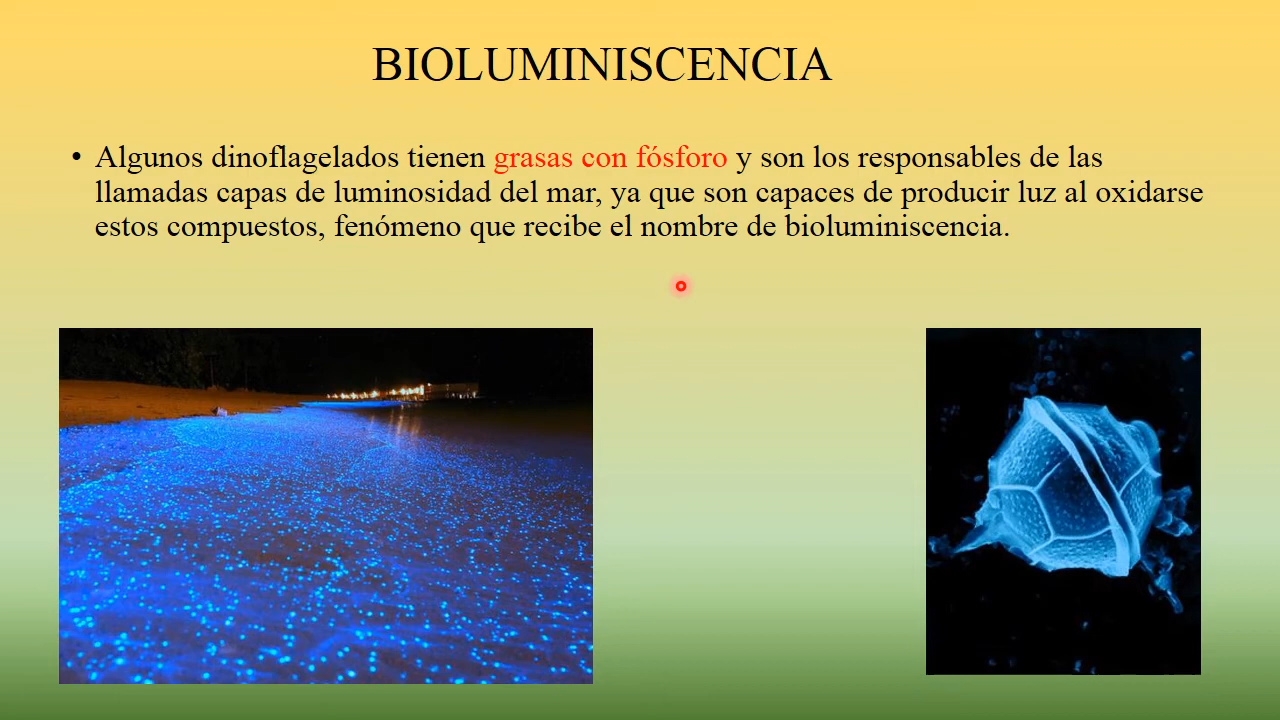 BIOLUMINISCENCIA
• Algunos dinoflagelados tienen grasas con fósforo y son los responsables de las
llamadas capas de luminosidad del mar, ya que son capaces de producir luz al oxidarse
estos compuestos, fenómeno que recibe el nombre de bioluminiscencia.